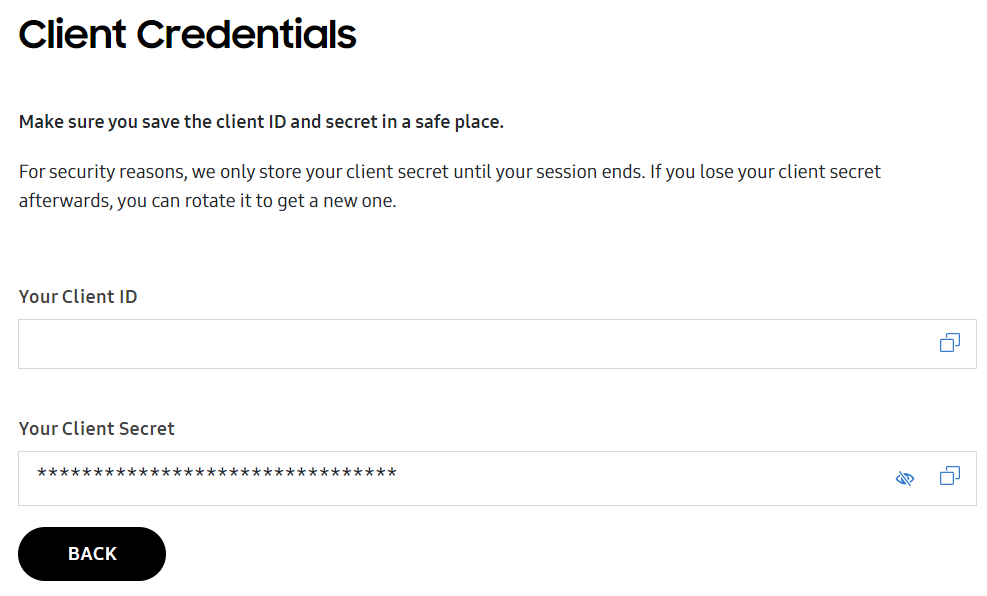 Client Credentials
Make sure you save the client ID and secret in a safe place.
For security reasons, we only store your client secret until your session ends. If you lose your client secret
afterwards, you can rotate it to get a new one.
Your Client ID
Your Client Secret
********************************
BACK